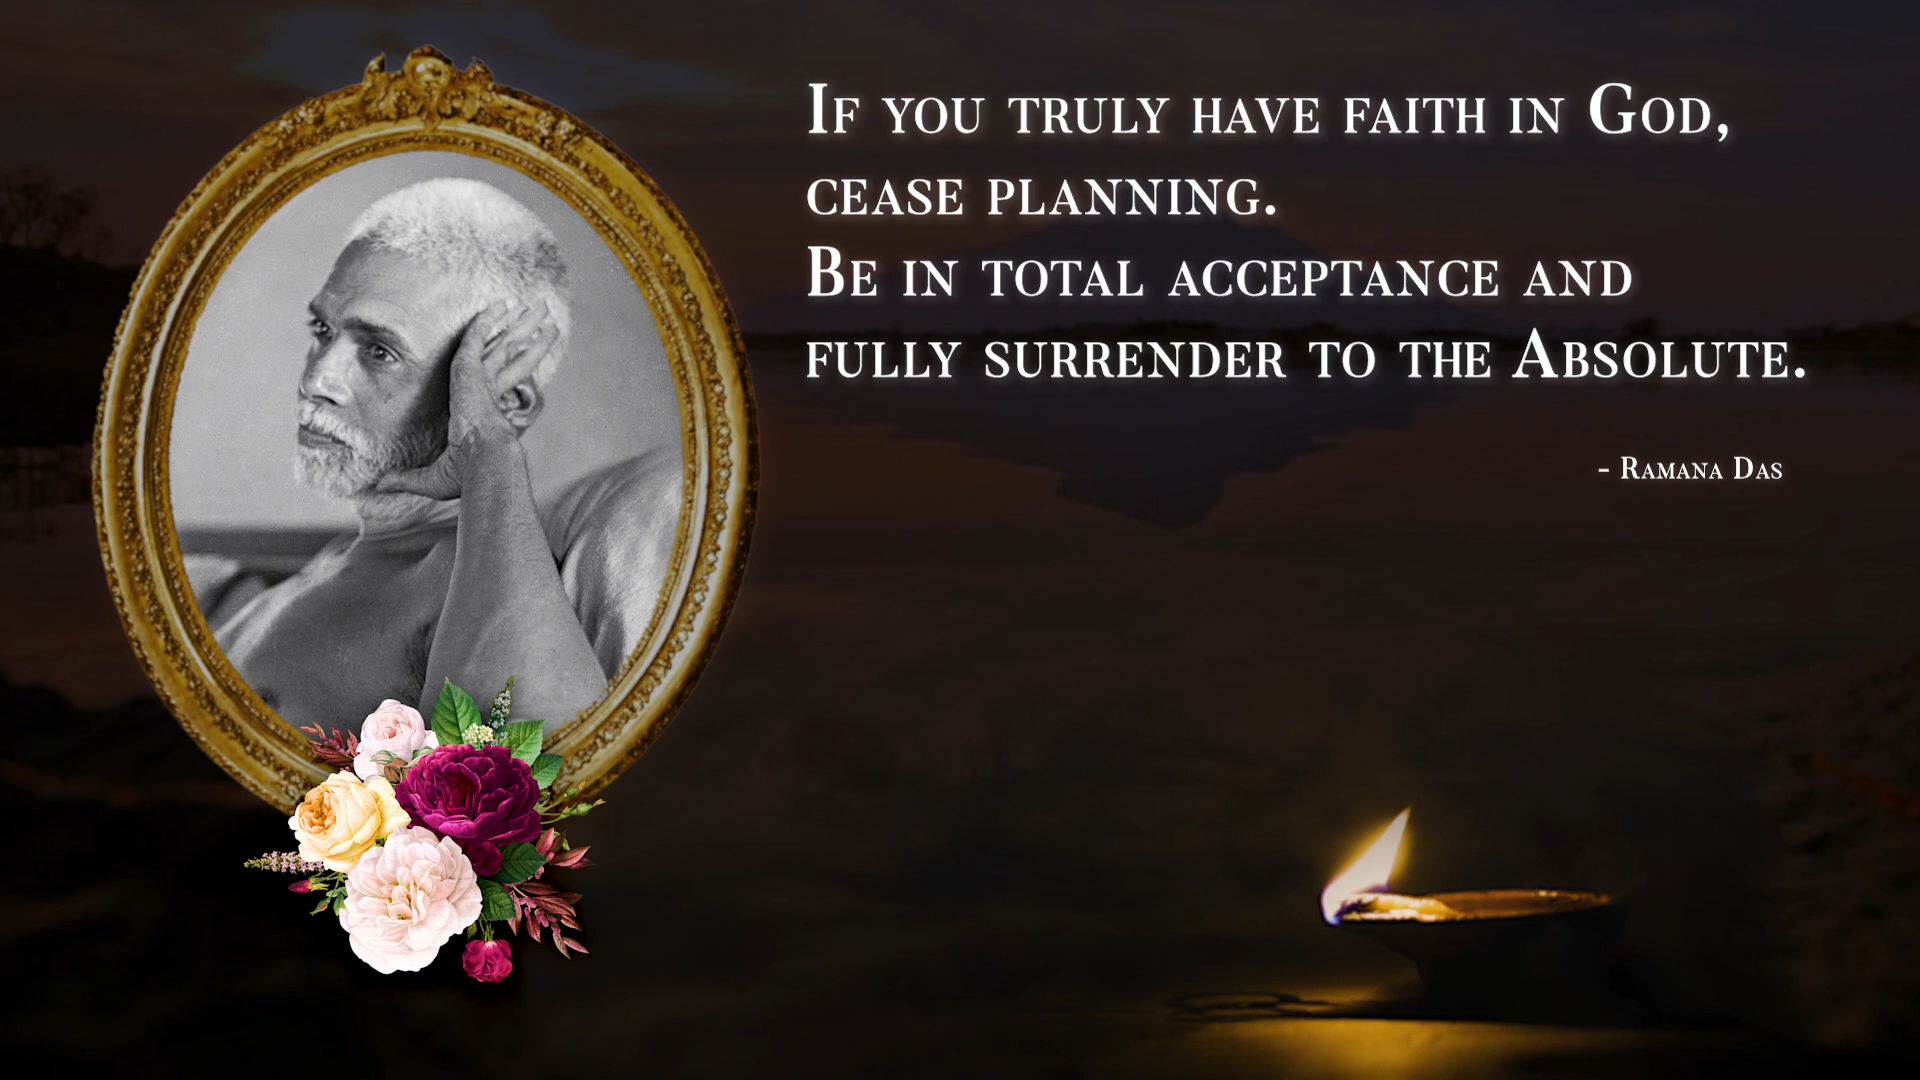 If you truly have faith in God,
cease planning.
Be in total acceptance and
fully surrender to the Absolute.
- Ramana Das